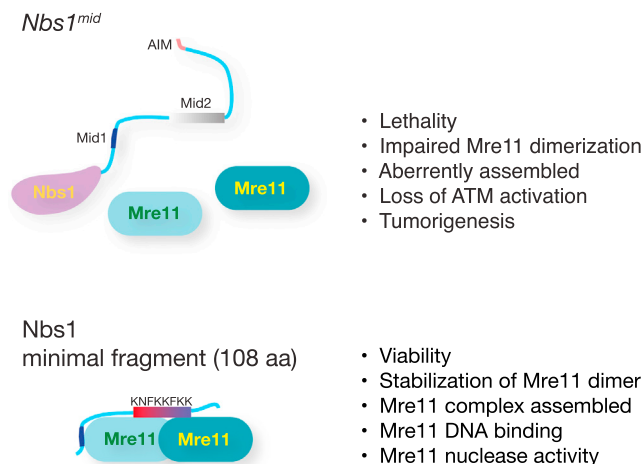 Nbs1mid
AIM
Mid2
Mid1
Nbs1
Mre11
Mre11
• Lethality
• Impaired Mre11 dimerization
• Aberrently assembled
• Loss of ATM activation
• Tumorigenesis
Nbs1
minimal fragment (108 aa)
KNFKKFKK
Mre11
Mre11
• Viability
• Stabilization of Mre11 dimer
• Mre11 complex assembled
• Mre11 DNA binding
• Mre11 nuclease activity